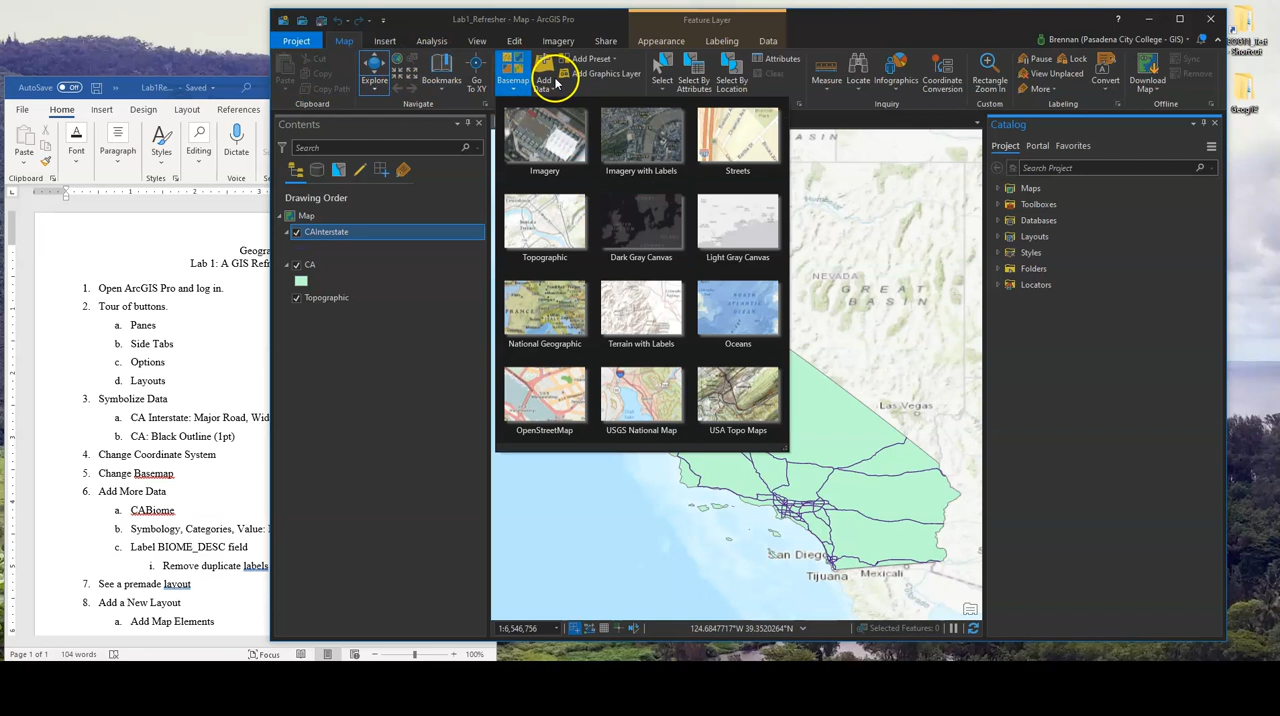 Lab1_Refresher - Map - ArcGIS Pro
Feature Layer
?
Project
Map
Insert
Analysis
View
Edit
Imagery
Share
Appearance
Labeling
Data
Brennan (Pasadena City College - GIS)
Cut
Copy
Paste
Copy Path
Clipboard
Explore
Bookmarks
Go To XY
Navigate
Basemap
Add Data
Add Preset
Add Graphics Layer
Select
Select By Attributes
Select By Location
Attributes
Clear
Measure
Locate
Infographics
Coordinate Conversion
Inquiry
Rectangle Zoom In
Custom
Pause
Lock
View Unplaced
More
Convert
Labeling
Download Map
Sync
Remove
Offline
AutoSave
Off
Lab1Re...
Saved
File
Home
Insert
Draw
Design
Layout
References
Paste
Font
Paragraph
Styles
Editing
Dictate
Clipboard
Styles
Voice
Lab 1: A GIS Ref
1. Open ArcGIS Pro and log in.
2. Tour of buttons.
a. Panes
b. Side Tabs
c. Options
d. Layouts
3. Symbolize Data
a. CA Interstate: Major Road, Wid
b. CA: Black Outline (1pt)
4. Change Coordinate System
5. Change Basemap
6. Add More Data
a. CABiome
b. Symbology, Categories, Value:
c. Label BIOME_DESC field
i. Remove duplicate labels
7. See a premade layout
8. Add a New Layout
a. Add Map Elements
Page 1 of 1
104 words
Focus
100%
Contents
Search
Drawing Order
Map
CAInterstate
CA
Topographic
Imagery
Imagery with Labels
Streets
Topographic
Dark Gray Canvas
Light Gray Canvas
National Geographic
Terrain with Labels
Oceans
OpenStreetMap
USGS National Map
USA Topo Maps
NEVADA
GREAT
BASIN
Las Vegas
San Diego
Tijuana
Mexicali
1:6,546,756
124.6847717°W 39.3520264°N
Selected Features: 0
Catalog
Project
Portal
Favorites
Search Project
Maps
Toolboxes
Databases
Layouts
Styles
Folders
Locators